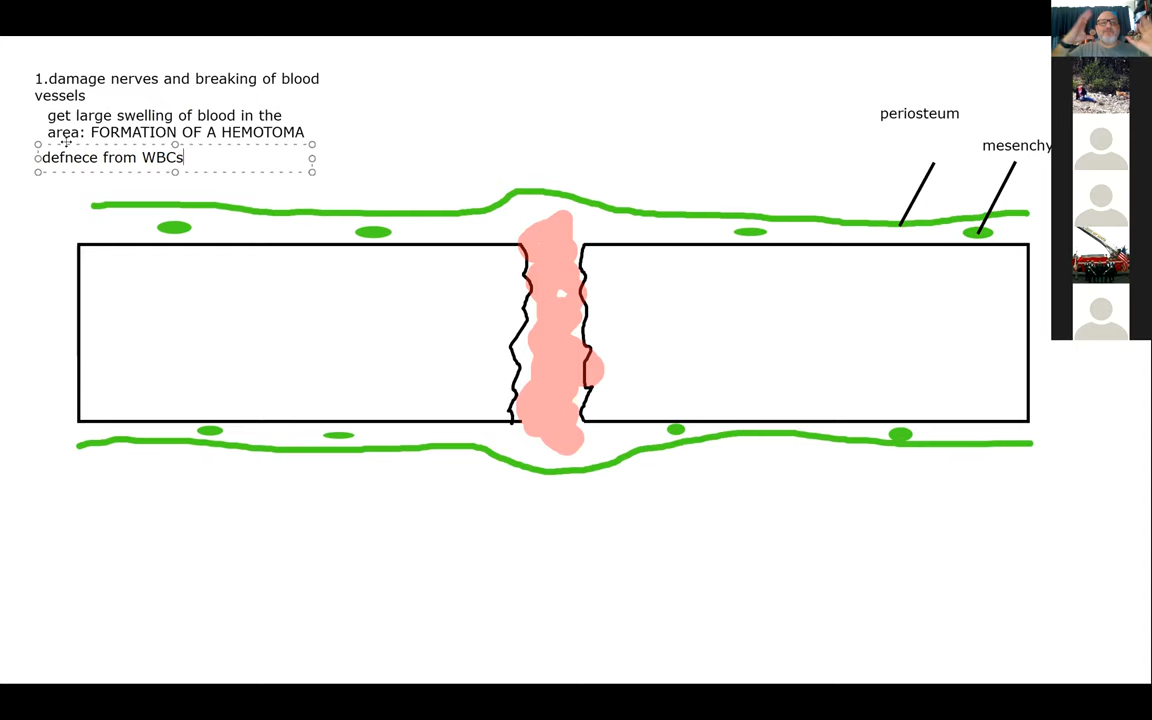 1.damage nerves and breaking of blood
vessels
get large swelling of blood in the
area: FORMATION OF A HEMOTOMA
defnece from WBCs
periosteum
mesenchy